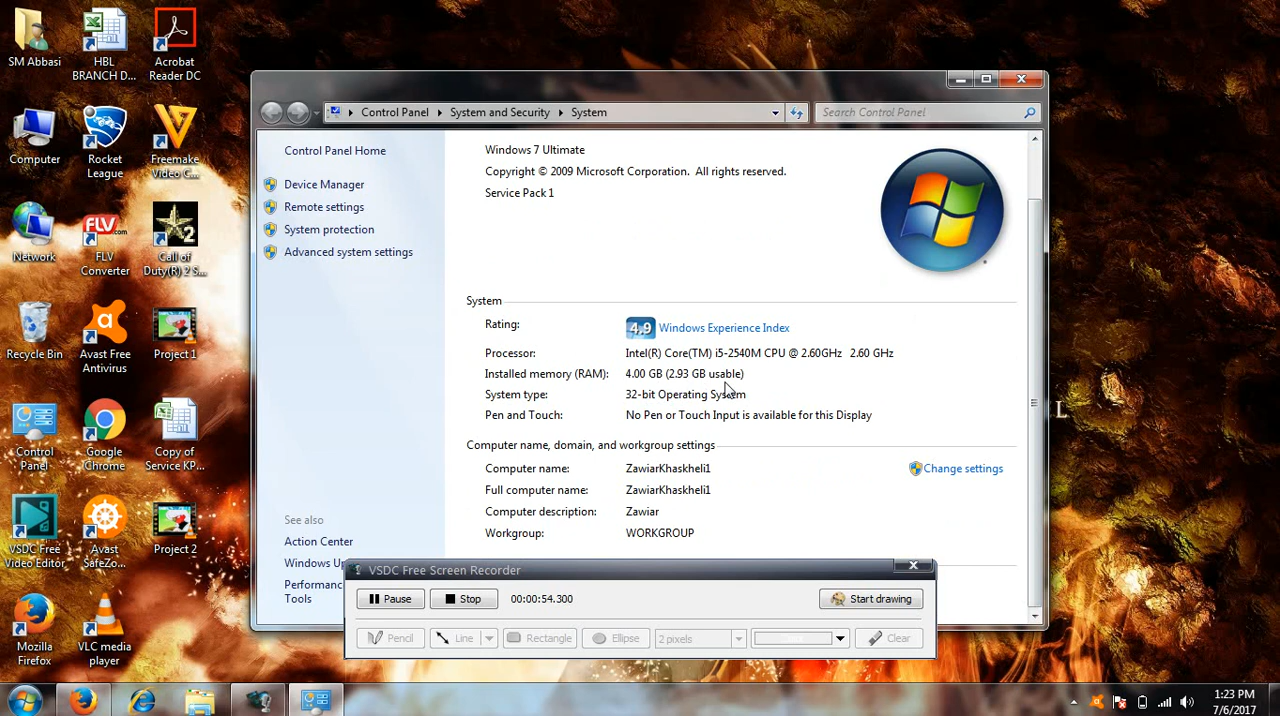 SM Abbasi
HBL
BRANCH D...
Acrobat
Reader DC
Computer
Rocket
League
Freemake
Video C...
Network
FLV.com
FLV
Converter
2
Call of
Duty(R) 2 S...
Recycle Bin
Avast Free
Antivirus
Project 1
Control
Panel
Google
Chrome
Copy of
Service KP...
VSDC Free
Video Editor
Avast
SafeZo...
Project 2
Mozilla
Firefox
VLC media
player
Control Panel System and Security System
Search Control Panel
Control Panel Home
Device Manager
Remote settings
System protection
Advanced system settings
See also
Action Center
Windows Up
Performanc
Tools
Windows 7 Ultimate
Copyright © 2009 Microsoft Corporation. All rights reserved.
Service Pack 1
System
Rating: 4.9 Windows Experience Index
Processor: Intel(R) Core(TM) i5-2540M CPU @ 2.60GHz 2.60 GHz
Installed memory (RAM): 4.00 GB (2.93 GB usable)
System type: 32-bit Operating System
Pen and Touch: No Pen or Touch Input is available for this Display
Computer name, domain, and workgroup settings
Computer name: ZawiarKhaskheli1
Change settings
Full computer name: ZawiarKhaskheli1
Computer description: Zawiar
Workgroup: WORKGROUP
L
VSDC Free Screen Recorder
Pause Stop 00:00:54.300 Start drawing
Pencil Line Rectangle Ellipse 2 pixels Clear
1:23 PM
7/6/2017